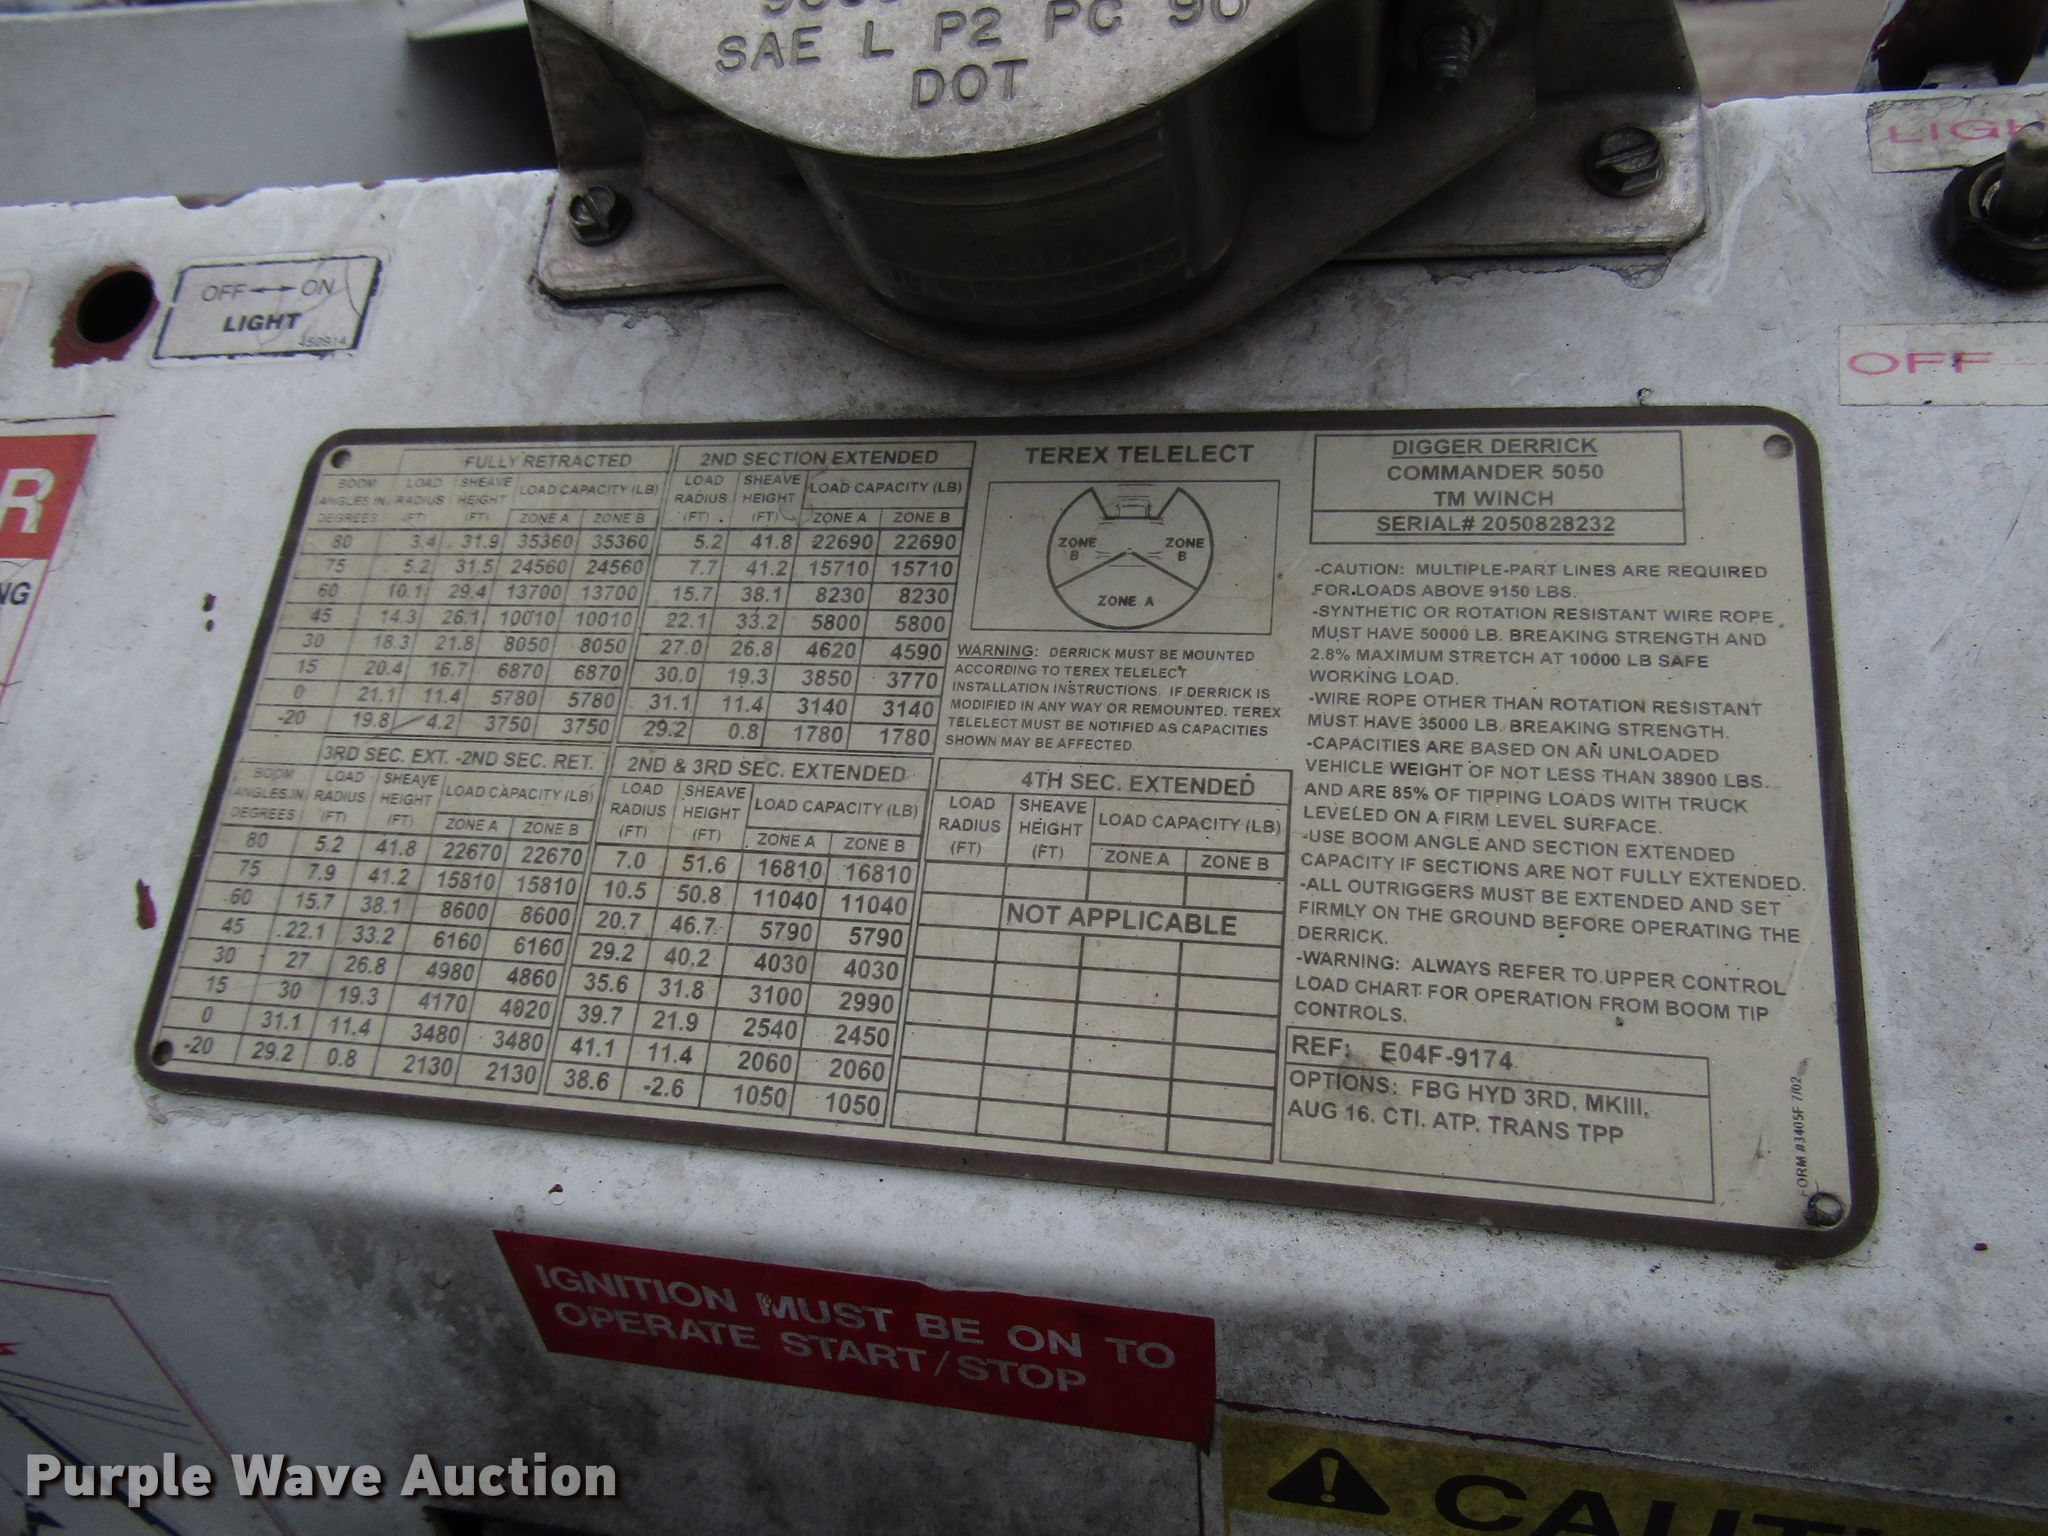 SAE L P2 PC 90
DOT
OFF ON
LIGHT
450914
OFF
R
NG
FULLY RETRACTED
BOOM ANGLES IN DEGREES LOAD RADIUS (FT) SHEAVE HEIGHT (FT) LOAD CAPACITY (LB) ZONE A ZONE B
80 3.4 31.9 35360 35360
75 5.2 31.5 24560 24560
60 10.1 29.4 13700 13700
45 14.3 26.1 10010 10010
30 18.3 21.8 8050 8050
15 20.4 16.7 6870 6870
0 21.1 11.4 5780 5780
-20 19.8 4.2 3750 3750
2ND SECTION EXTENDED
LOAD RADIUS (FT) SHEAVE HEIGHT (FT) LOAD CAPACITY (LB) ZONE A ZONE B
5.2 41.8 22690 22690
7.7 41.2 15710 15710
15.7 38.1 8230 8230
22.1 33.2 5800 5800
27.0 26.8 4620 4590
30.0 19.3 3850 3770
31.1 11.4 3140 3140
29.2 0.8 1780 1780
TEREX TELELECT
ZONE B
ZONE B
ZONE A
WARNING: DERRICK MUST BE MOUNTED
ACCORDING TO TEREX TELELECT
INSTALLATION INSTRUCTIONS. IF DERRICK IS
MODIFIED IN ANY WAY OR REMOUNTED, TEREX
TELELECT MUST BE NOTIFIED AS CAPACITIES
SHOWN MAY BE AFFECTED.
DIGGER DERRICK
COMMANDER 5050
TM WINCH
SERIAL# 2050828232
-CAUTION: MULTIPLE-PART LINES ARE REQUIRED
FOR LOADS ABOVE 9150 LBS.
-SYNTHETIC OR ROTATION RESISTANT WIRE ROPE
MUST HAVE 50000 LB. BREAKING STRENGTH AND
2.8% MAXIMUM STRETCH AT 10000 LB SAFE
WORKING LOAD.
-WIRE ROPE OTHER THAN ROTATION RESISTANT
MUST HAVE 35000 LB. BREAKING STRENGTH.
-CAPACITIES ARE BASED ON AN UNLOADED
VEHICLE WEIGHT OF NOT LESS THAN 38900 LBS.
AND ARE 85% OF TIPPING LOADS WITH TRUCK
LEVELED ON A FIRM LEVEL SURFACE.
-USE BOOM ANGLE AND SECTION EXTENDED
CAPACITY IF SECTIONS ARE NOT FULLY EXTENDED.
-ALL OUTRIGGERS MUST BE EXTENDED AND SET
FIRMLY ON THE GROUND BEFORE OPERATING THE
DERRICK.
-WARNING: ALWAYS REFER TO UPPER CONTROL
LOAD CHART FOR OPERATION FROM BOOM TIP
CONTROLS.
3RD SEC. EXT. -2ND SEC. RET.
BOOM ANGLES IN DEGREES LOAD RADIUS (FT) SHEAVE HEIGHT (FT) LOAD CAPACITY (LB) ZONE A ZONE B
80 5.2 41.8 22670 22670
75 7.9 41.2 15810 15810
60 15.7 38.1 8600 8600
45 22.1 33.2 6160 6160
30 27 26.8 4980 4860
15 30 19.3 4170 4020
0 31.1 11.4 3480 3480
-20 29.2 0.8 2130 2130
2ND & 3RD SEC. EXTENDED
LOAD RADIUS (FT) SHEAVE HEIGHT (FT) LOAD CAPACITY (LB) ZONE A ZONE B
7.0 51.6 16810 16810
10.5 50.8 11040 11040
20.7 46.7 5790 5790
29.2 40.2 4030 4030
35.6 31.8 3100 2990
39.7 21.9 2540 2450
41.1 11.4 2060 2060
38.6 -2.6 1050 1050
4TH SEC. EXTENDED
LOAD RADIUS (FT) SHEAVE HEIGHT (FT) LOAD CAPACITY (LB) ZONE A ZONE B
NOT APPLICABLE
REF: E04F-9174
OPTIONS: FBG HYD 3RD, MKIII,
AUG 16, CTI, ATP, TRANS TPP
FORM #3405F 7/02
IGNITION MUST BE ON TO
OPERATE START/STOP
Purple Wave Auction